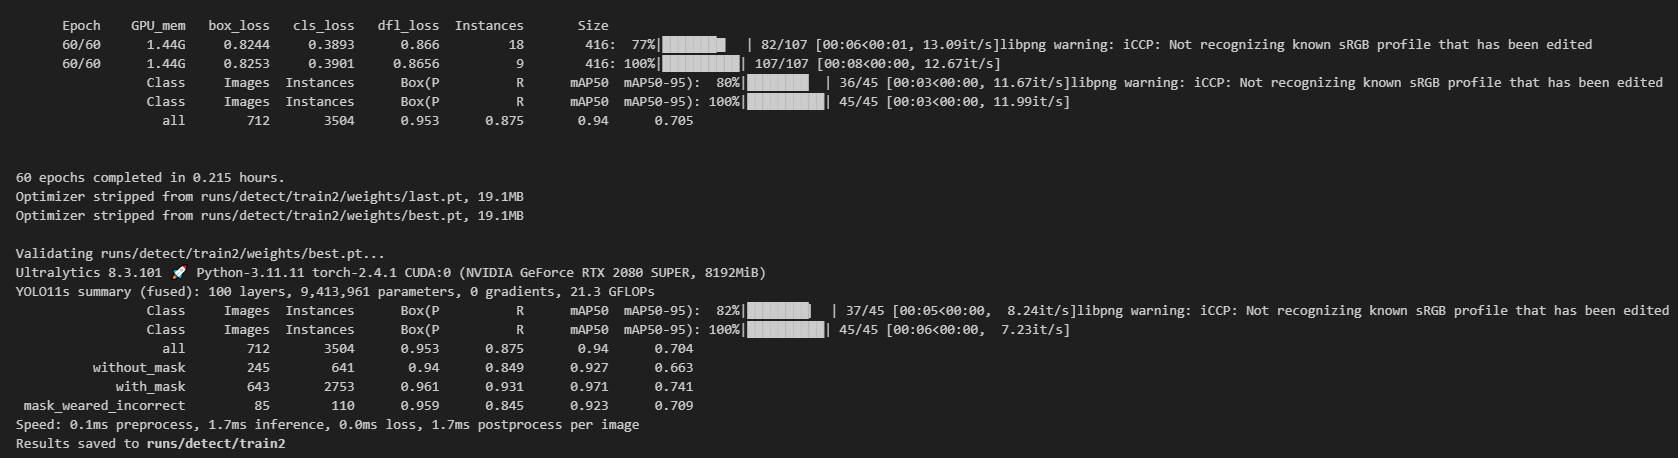 Epoch GPU_mem box_loss cls_loss dfl_loss Instances Size
60/60 1.44G 0.8244 0.3893 0.866 18 416: 77%|███████▋ | 82/107 [00:06<00:01, 13.09it/s]libpng warning: iCCP: Not recognizing known sRGB profile that has been edited
60/60 1.44G 0.8253 0.3901 0.8656 9 416: 100%|██████████| 107/107 [00:08<00:00, 12.67it/s]
Class Images Instances Box(P R mAP50 mAP50-95): 80%|████████ | 36/45 [00:03<00:00, 11.67it/s]libpng warning: iCCP: Not recognizing known sRGB profile that has been edited
Class Images Instances Box(P R mAP50 mAP50-95): 100%|██████████| 45/45 [00:03<00:00, 11.99it/s]
all 712 3504 0.953 0.875 0.94 0.705
60 epochs completed in 0.215 hours.
Optimizer stripped from runs/detect/train2/weights/last.pt, 19.1MB
Optimizer stripped from runs/detect/train2/weights/best.pt, 19.1MB
Validating runs/detect/train2/weights/best.pt...
Ultralytics 8.3.101 🚀 Python-3.11.11 torch-2.4.1 CUDA:0 (NVIDIA GeForce RTX 2080 SUPER, 8192MiB)
YOLO11s summary (fused): 100 layers, 9,413,961 parameters, 0 gradients, 21.3 GFLOPs
Class Images Instances Box(P R mAP50 mAP50-95): 82%|████████▏ | 37/45 [00:05<00:00, 8.24it/s]libpng warning: iCCP: Not recognizing known sRGB profile that has been edited
Class Images Instances Box(P R mAP50 mAP50-95): 100%|██████████| 45/45 [00:06<00:00, 7.23it/s]
all 712 3504 0.953 0.875 0.94 0.704
without_mask 245 641 0.94 0.849 0.927 0.663
with_mask 643 2753 0.961 0.931 0.971 0.741
mask_weared_incorrect 85 110 0.959 0.845 0.923 0.709
Speed: 0.1ms preprocess, 1.7ms inference, 0.0ms loss, 1.7ms postprocess per image
Results saved to runs/detect/train2